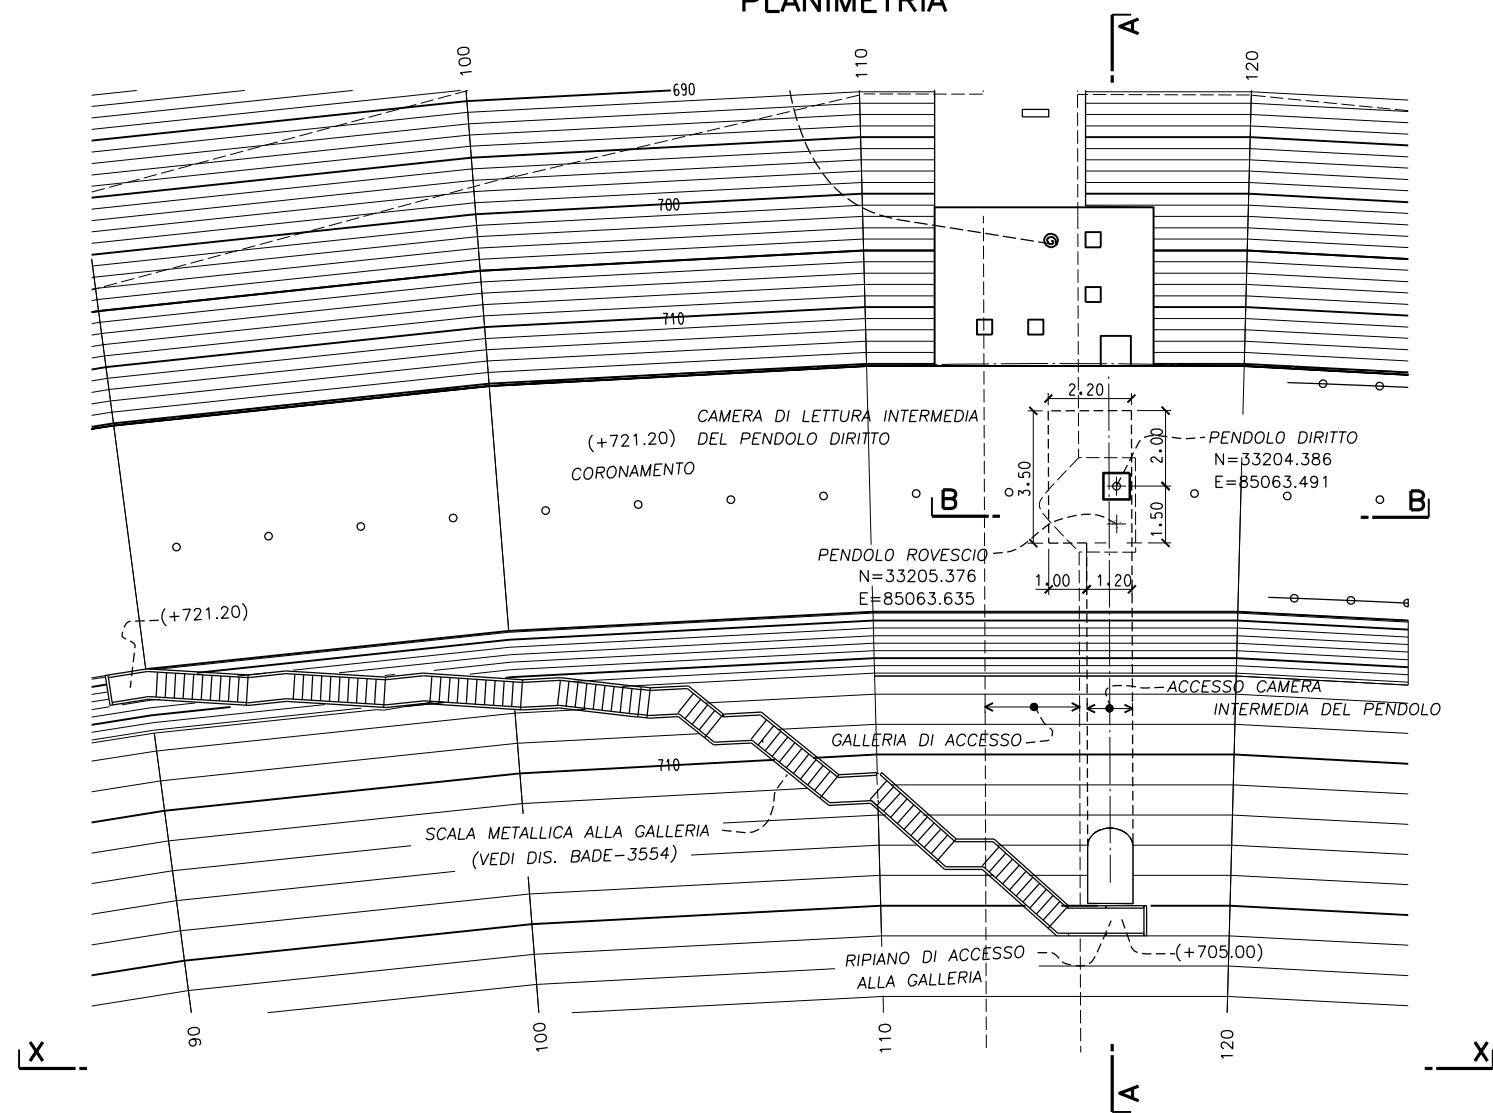 PLANIMETRIA
A
100
110
120
690
700
710
2.20
CAMERA DI LETTURA INTERMEDIA
(+721.20) DEL PENDOLO DIRITTO
CORONAMENTO
3.50
2.00
1.50
PENDOLO DIRITTO
N=33204.386
E=85063.491
B
B
PENDOLO ROVESCIO
N=33205.376
E=85063.635
1.00
1.20
(+721.20)
ACCESSO CAMERA
INTERMEDIA DEL PENDOLO
GALLERIA DI ACCESSO
710
SCALA METALLICA ALLA GALLERIA
(VEDI DIS. BADE-3554)
RIPIANO DI ACCESSO
ALLA GALLERIA
(+705.00)
90
100
110
120
X
X
A